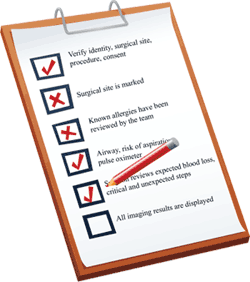 Verify identity, surgical site,
procedure, consent
Surgical site is marked
Known allergies have been
reviewed by the team
Airway, risk of aspiration
pulse oximeter
reviews expected blood loss,
critical and unexpected steps
All imaging results are displayed